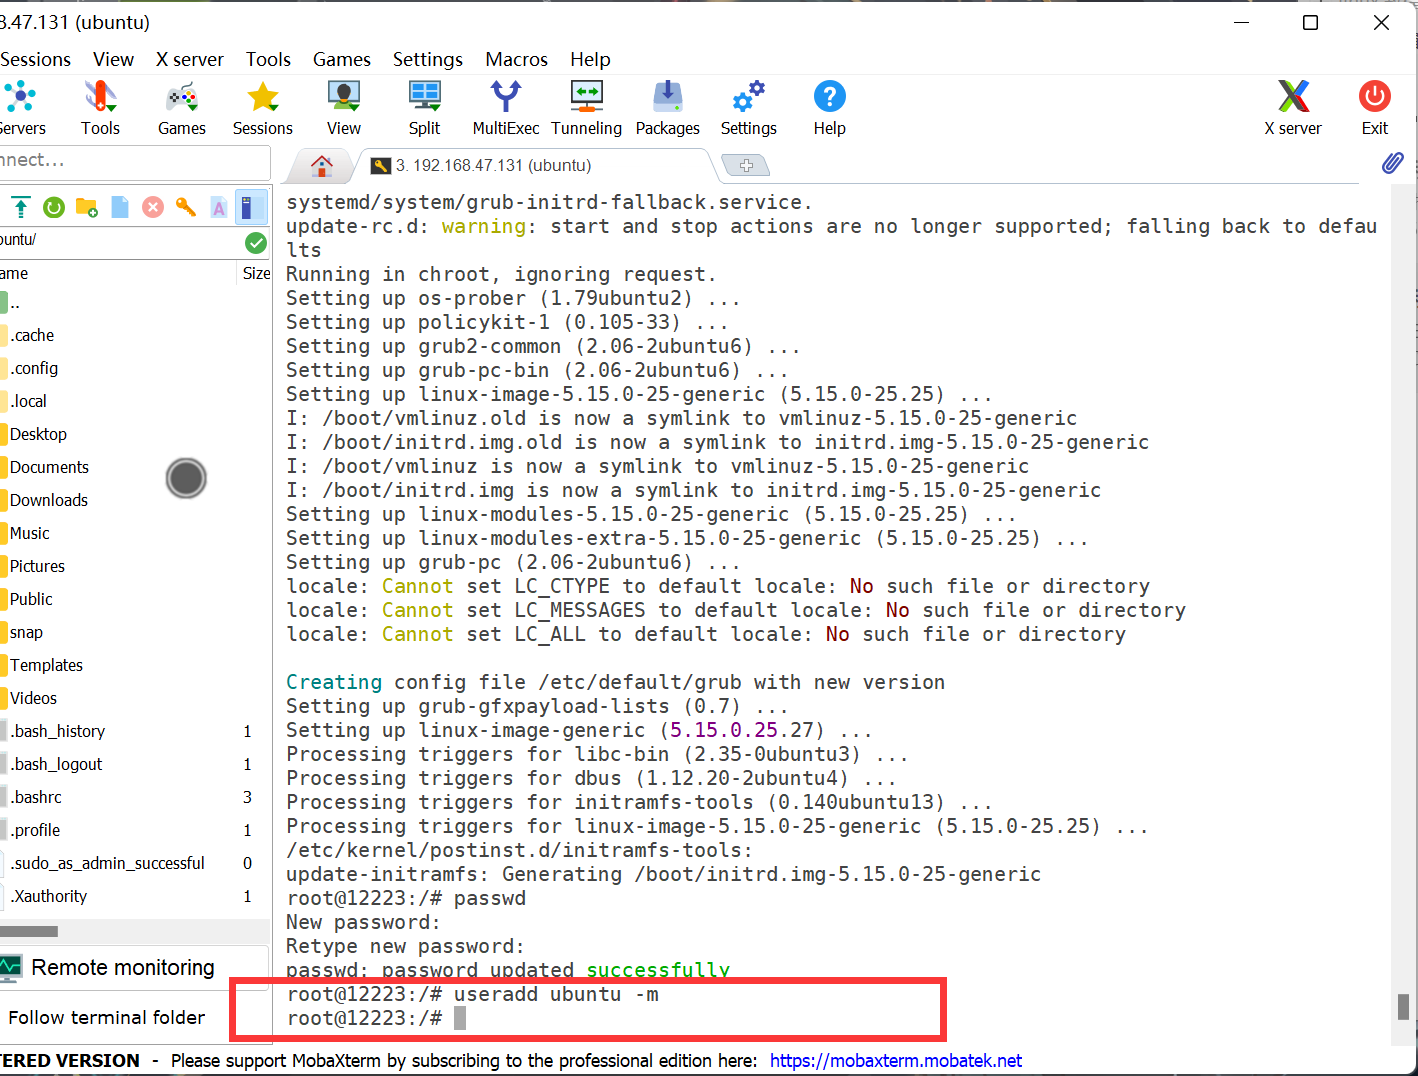 8.47.131 (ubuntu)
Sessions View X server Tools Games Settings Macros Help
Servers Tools Games Sessions View Split MultiExec Tunneling Packages Settings Help X server Exit
nnect...
3. 192.168.47.131 (ubuntu)
buntu/
ame Size
..
.cache
.config
.local
Desktop
Documents
Downloads
Music
Pictures
Public
snap
Templates
Videos
.bash_history 1
.bash_logout 1
.bashrc 3
.profile 1
.sudo_as_admin_successful 0
.Xauthority 1
Remote monitoring
Follow terminal folder
systemd/system/grub-initrd-fallback.service.
update-rc.d: warning: start and stop actions are no longer supported; falling back to defau
lts
Running in chroot, ignoring request.
Setting up os-prober (1.79ubuntu2) ...
Setting up policykit-1 (0.105-33) ...
Setting up grub2-common (2.06-2ubuntu6) ...
Setting up grub-pc-bin (2.06-2ubuntu6) ...
Setting up linux-image-5.15.0-25-generic (5.15.0-25.25) ...
I: /boot/vmlinuz.old is now a symlink to vmlinuz-5.15.0-25-generic
I: /boot/initrd.img.old is now a symlink to initrd.img-5.15.0-25-generic
I: /boot/vmlinuz is now a symlink to vmlinuz-5.15.0-25-generic
I: /boot/initrd.img is now a symlink to initrd.img-5.15.0-25-generic
Setting up linux-modules-5.15.0-25-generic (5.15.0-25.25) ...
Setting up linux-modules-extra-5.15.0-25-generic (5.15.0-25.25) ...
Setting up grub-pc (2.06-2ubuntu6) ...
locale: Cannot set LC_CTYPE to default locale: No such file or directory
locale: Cannot set LC_MESSAGES to default locale: No such file or directory
locale: Cannot set LC_ALL to default locale: No such file or directory
Creating config file /etc/default/grub with new version
Setting up grub-gfxpayload-lists (0.7) ...
Setting up linux-image-generic (5.15.0.25.27) ...
Processing triggers for libc-bin (2.35-0ubuntu3) ...
Processing triggers for dbus (1.12.20-2ubuntu4) ...
Processing triggers for initramfs-tools (0.140ubuntu13) ...
Processing triggers for linux-image-5.15.0-25-generic (5.15.0-25.25) ...
/etc/kernel/postinst.d/initramfs-tools:
update-initramfs: Generating /boot/initrd.img-5.15.0-25-generic
root@12223:/# passwd
New password:
Retype new password:
passwd: password updated successfully
root@12223:/# useradd ubuntu -m
root@12223:/#
TERED VERSION - Please support MobaXterm by subscribing to the professional edition here: https://mobaxterm.mobatek.net